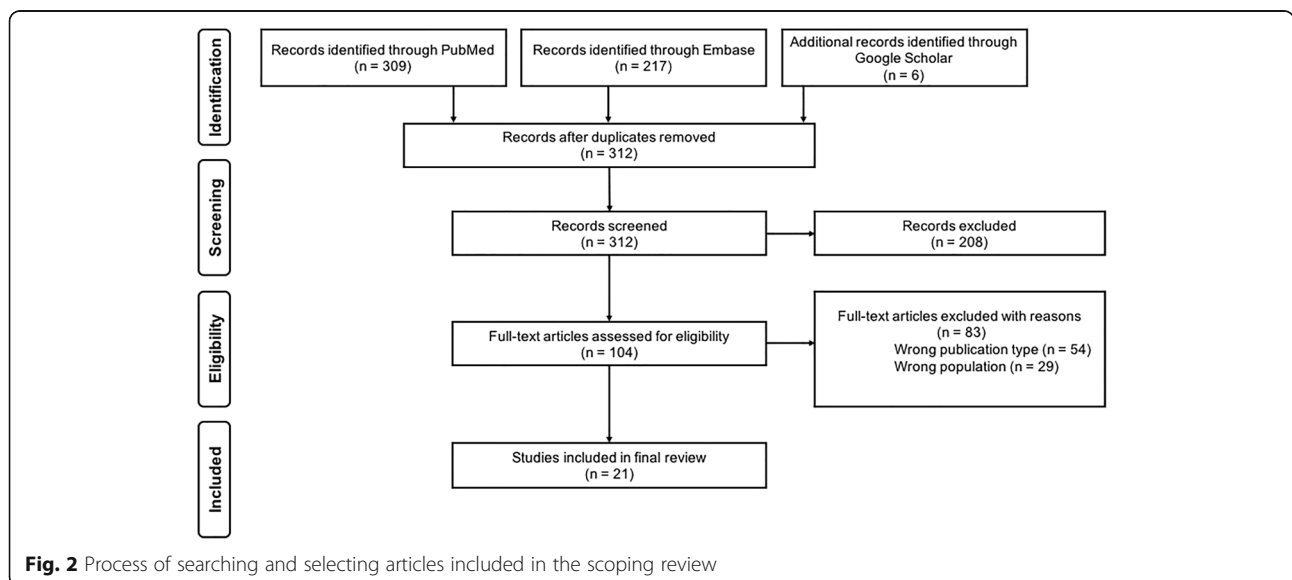 Identification
Records identified through PubMed
(n = 309)
Records identified through Embase
(n = 217)
Additional records identified through
Google Scholar
(n = 6)
Records after duplicates removed
(n = 312)
Screening
Records screened
(n = 312)
Records excluded
(n = 208)
Eligibility
Full-text articles assessed for eligibility
(n = 104)
Full-text articles excluded with reasons
(n = 83)
Wrong publication type (n = 54)
Wrong population (n = 29)
Included
Studies included in final review
(n = 21)
Fig. 2 Process of searching and selecting articles included in the scoping review